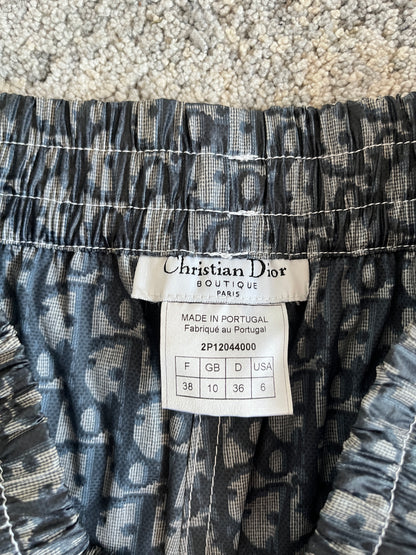 Christian Dior
BOUTIQUE
PARIS
MADE IN PORTUGAL
Fabriqué au Portugal
2P12044000
F GB D USA
38 10 36 6